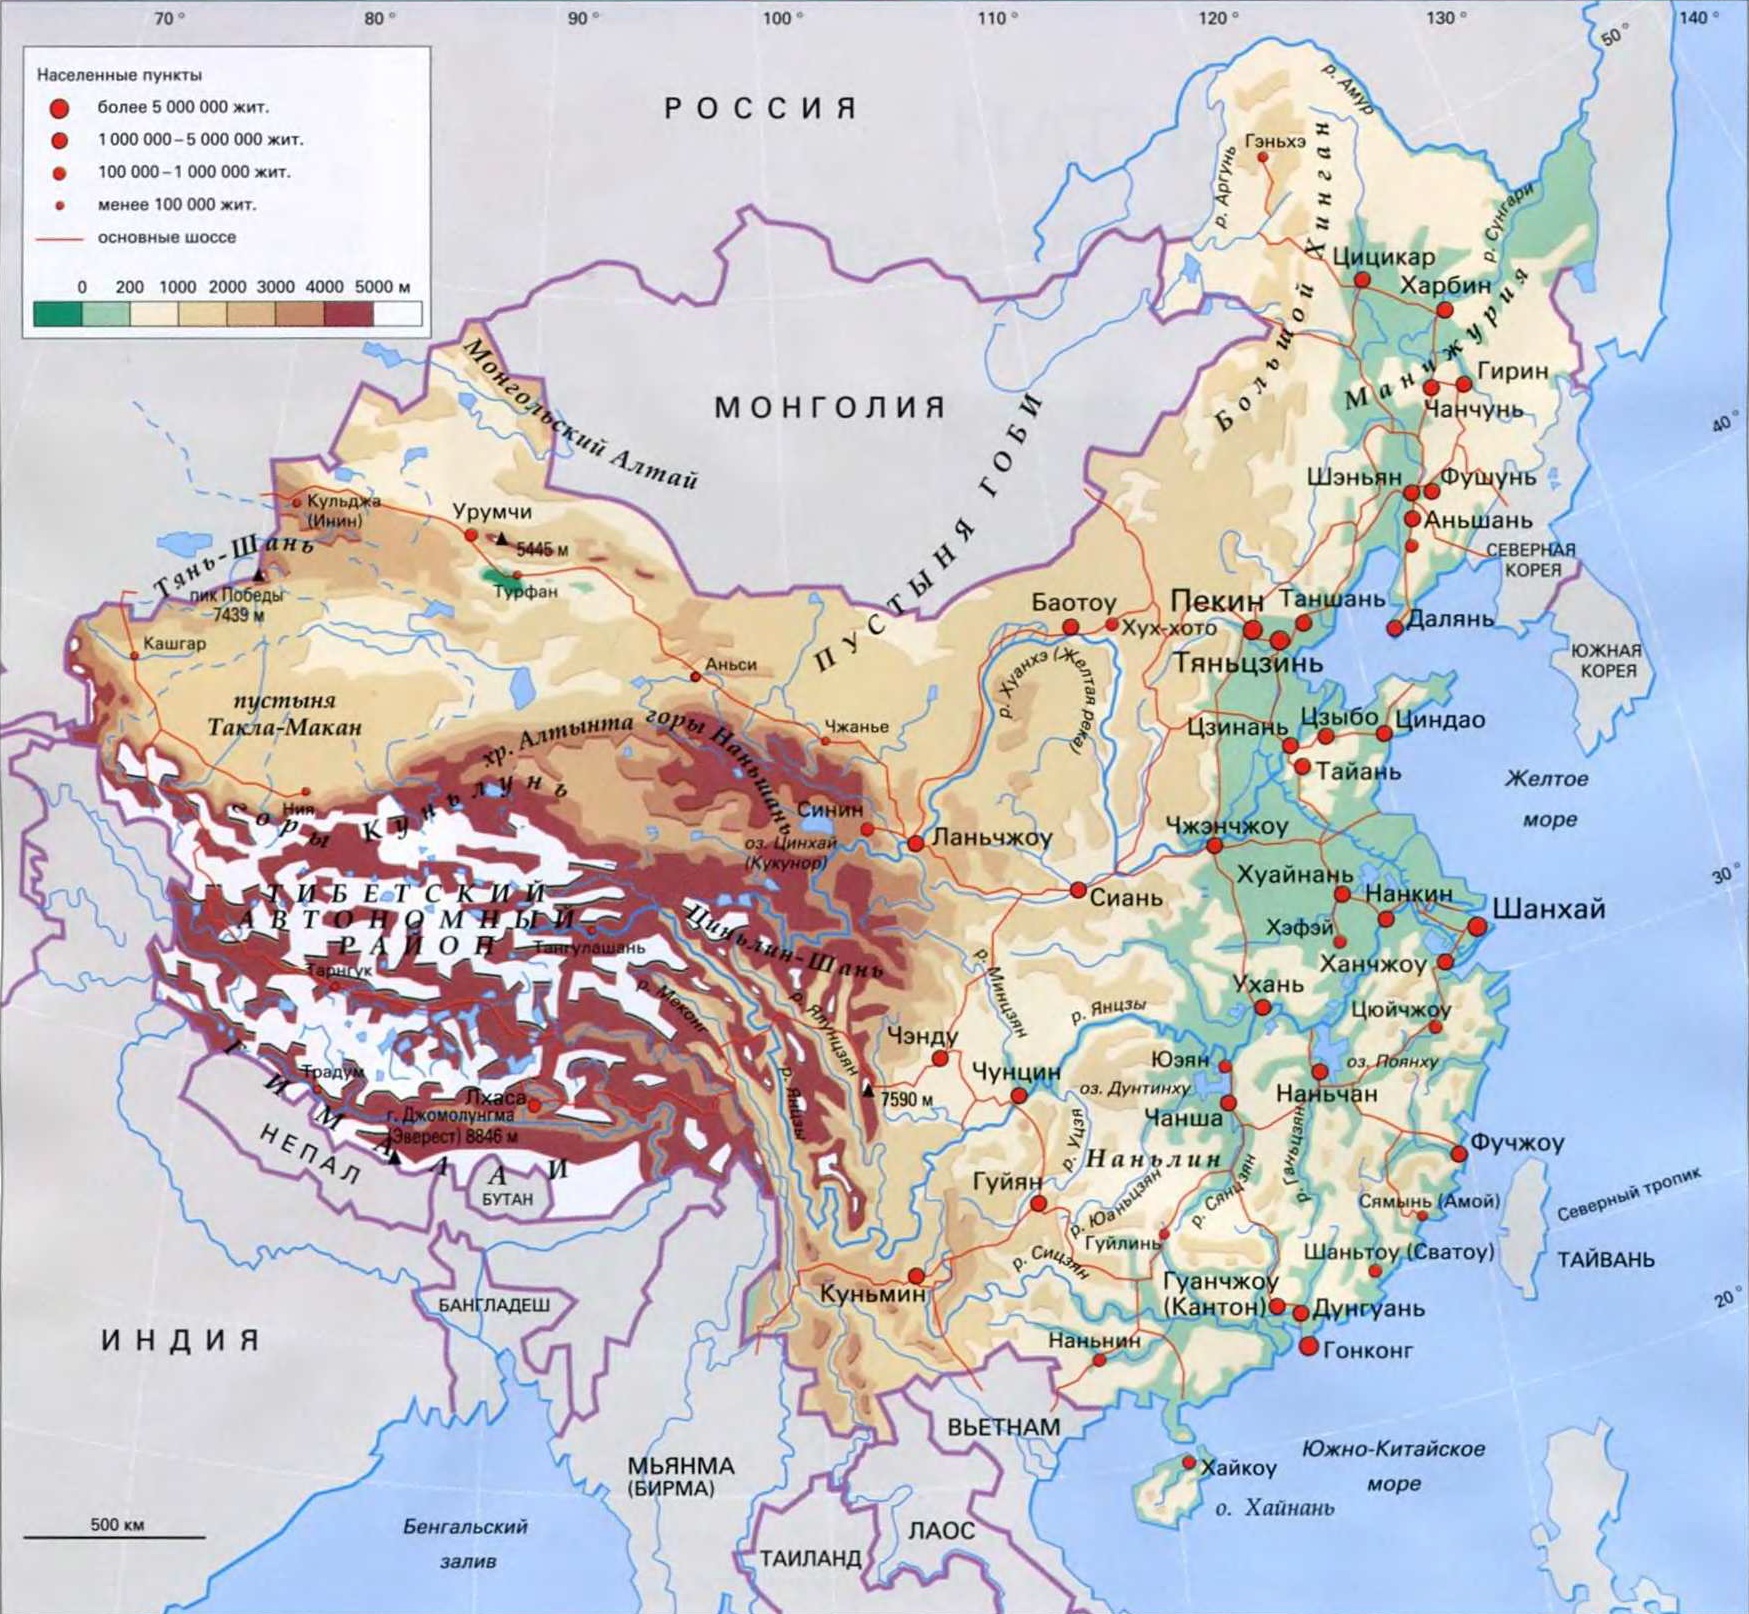 70°
80°
90°
100°
110°
120°
130°
140°
50°
40°
30°
20°
Населенные пункты
более 5 000 000 жит.
1 000 000 – 5 000 000 жит.
100 000 – 1 000 000 жит.
менее 100 000 жит.
основные шоссе
0 200 1000 2000 3000 4000 5000 м
РОССИЯ
р. Амур
Гэньхэ
р. Аргунь
Большой Хинган
р. Сунгари
Цицикар
Харбин
Манчжурия
Гирин
Чанчунь
МОНГОЛИЯ
Монгольский Алтай
ПУСТЫНЯ ГОБИ
Шэньян
Фушунь
Аньшань
СЕВЕРНАЯ
КОРЕЯ
Кульджа
(Инин)
Урумчи
5445 м
Турфан
Тянь-Шань
пик Победы
7439 м
Кашгар
Аньси
пустыня
Такла-Макан
Баотоу
Хух-хото
Пекин
Таншань
Тяньцзинь
Далянь
ЮЖНАЯ
КОРЕЯ
р. Хуанхэ (Желтая река)
хр. Алтынта
горы Наньшань
Чжанье
Цзинань
Цзыбо
Циндао
Тайань
Желтое
море
Ния
горы Куньлунь
Синин
оз. Цинхай
(Кукунор)
Ланьчжоу
Чжэнчжоу
Сиань
Хуайнань
Нанкин
Шанхай
Хэфэй
Ханчжоу
ТИБЕТСКИЙ
АВТОНОМНЫЙ
РАЙОН
Тангулашань
Тарнгук
Циньлин-Шань
р. Меконг
р. Ялунцзян
р. Минцзян
р. Янцзы
р. Янцзы
Ухань
Цюйчжоу
Чэнду
Чунцин
Юэян
оз. Дунтинху
оз. Поянху
Наньчан
Чанша
7590 м
Традум
Лхаса
г. Джомолунгма
(Эверест) 8846 м
ГИМАЛАИ
НЕПАЛ
БУТАН
р. Уцзя
Наньлин
р. Ганьцзян
р. Сянцзян
р. Юаньцзян
Фучжоу
Гуйян
Сямынь (Амой)
Северный тропик
Гуйлинь
р. Сицзян
Шаньтоу (Сватоу)
ТАЙВАНЬ
Куньмин
Гуанчжоу
(Кантон)
Дунгуань
Гонконг
Наньнин
ИНДИЯ
БАНГЛАДЕШ
ВЬЕТНАМ
МЬЯНМА
(БИРМА)
Хайкоу
о. Хайнань
Южно-Китайское
море
ЛАОС
ТАИЛАНД
Бенгальский
залив
500 км